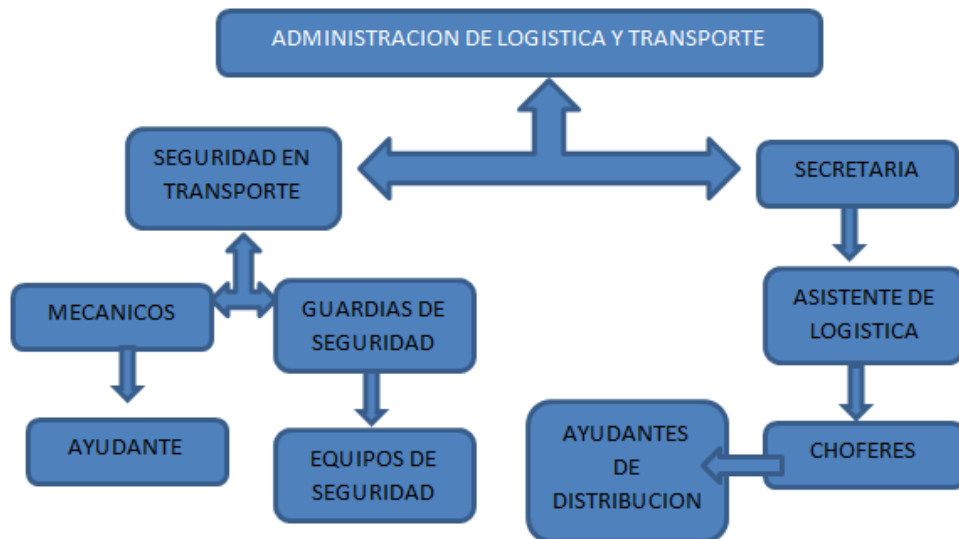 ADMINISTRACION DE LOGISTICA Y TRANSPORTE
SEGURIDAD EN
TRANSPORTE
SECRETARIA
MECANICOS
GUARDIAS DE
SEGURIDAD
ASISTENTE DE
LOGISTICA
AYUDANTE
EQUIPOS DE
SEGURIDAD
AYUDANTES
DE
DISTRIBUCION
CHOFERES